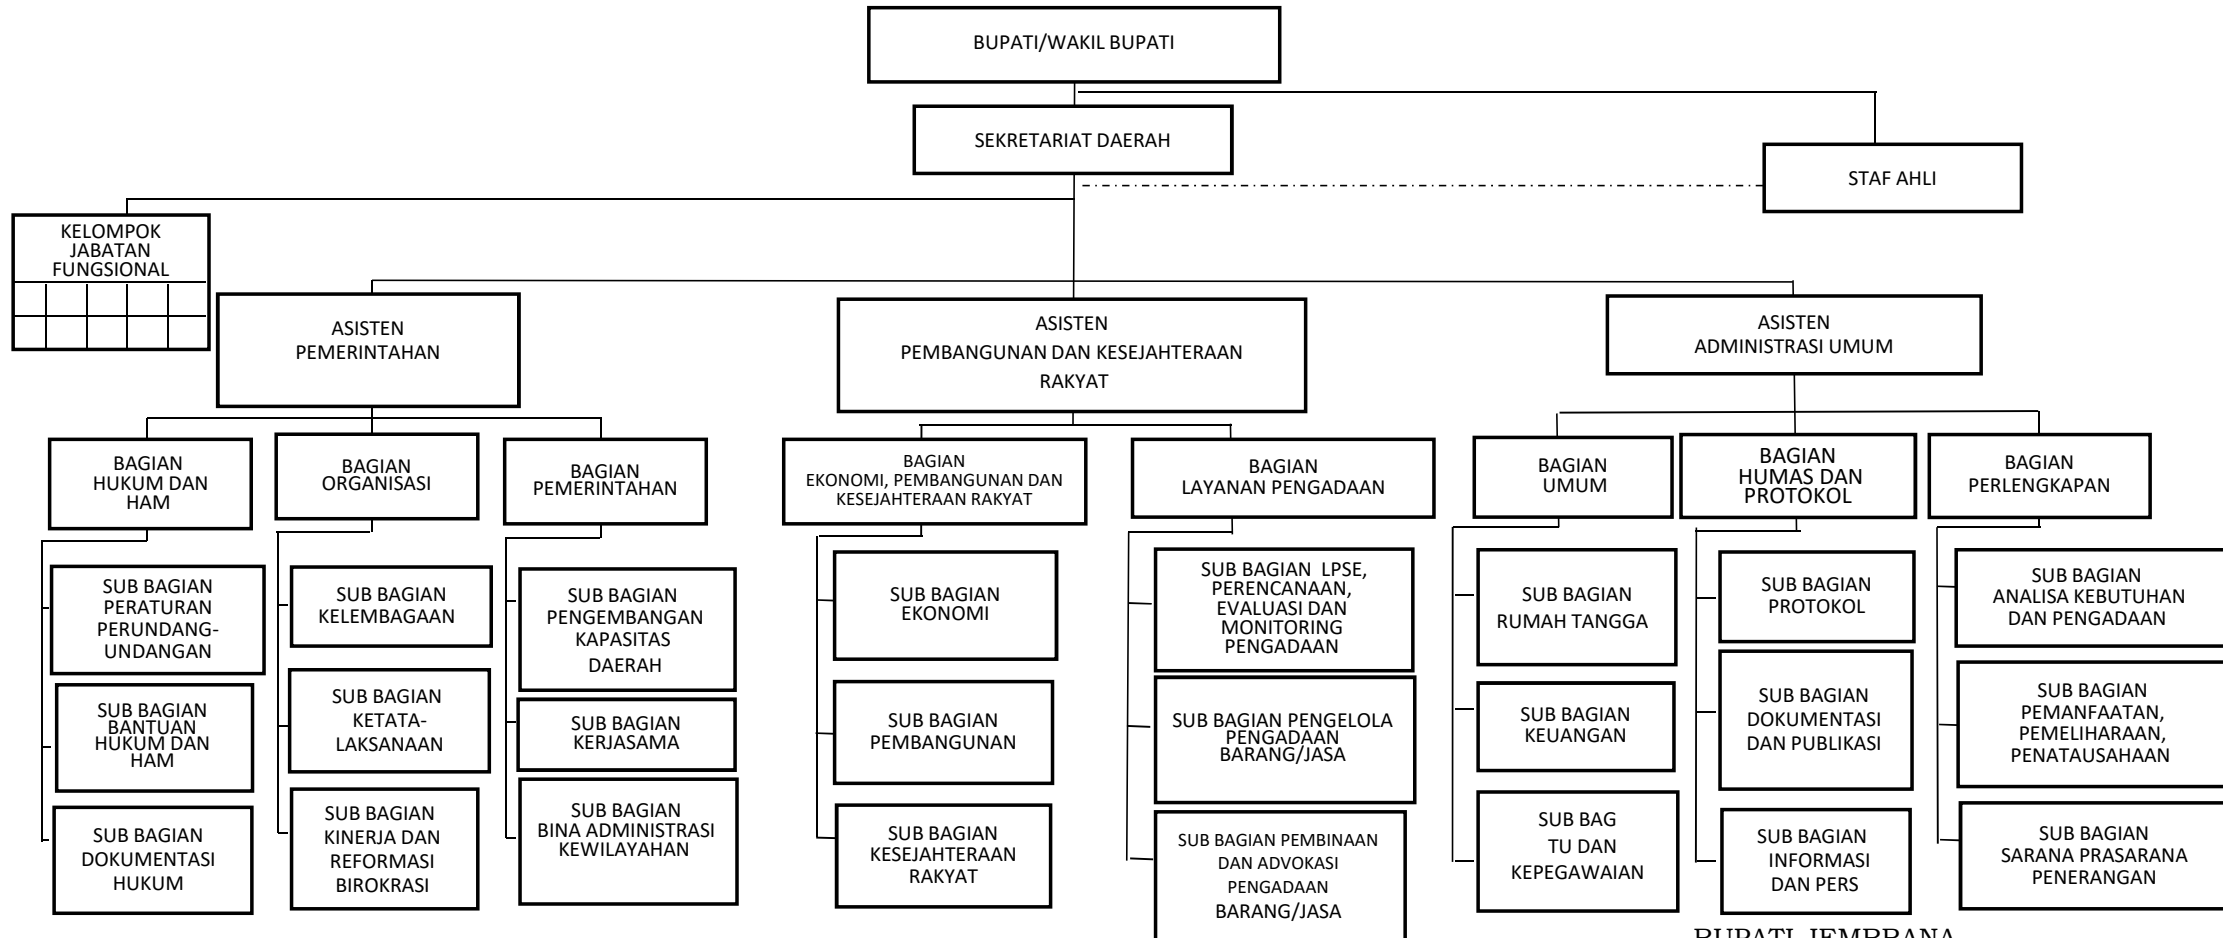 BUPATI/WAKIL BUPATI
SEKRETARIAT DAERAH
STAF AHLI
KELOMPOK
JABATAN
FUNGSIONAL
ASISTEN
PEMERINTAHAN
ASISTEN
PEMBANGUNAN DAN KESEJAHTERAAN
RAKYAT
ASISTEN
ADMINISTRASI UMUM
BAGIAN
HUKUM DAN
HAM
BAGIAN
ORGANISASI
BAGIAN
PEMERINTAHAN
BAGIAN
EKONOMI, PEMBANGUNAN DAN
KESEJAHTERAAN RAKYAT
BAGIAN
LAYANAN PENGADAAN
BAGIAN
UMUM
BAGIAN
HUMAS DAN
PROTOKOL
BAGIAN
PERLENGKAPAN
SUB BAGIAN
PERATURAN
PERUNDANG-
UNDANGAN
SUB BAGIAN
KELEMBAGAAN
SUB BAGIAN
PENGEMBANGAN
KAPASITAS
DAERAH
SUB BAGIAN
EKONOMI
SUB BAGIAN LPSE,
PERENCANAAN,
EVALUASI DAN
MONITORING
PENGADAAN
SUB BAGIAN
RUMAH TANGGA
SUB BAGIAN
PROTOKOL
SUB BAGIAN
ANALISA KEBUTUHAN
DAN PENGADAAN
SUB BAGIAN
BANTUAN
HUKUM DAN
HAM
SUB BAGIAN
KETATA-
LAKSANAAN
SUB BAGIAN
KERJASAMA
SUB BAGIAN
PEMBANGUNAN
SUB BAGIAN PENGELOLA
PENGADAAN
BARANG/JASA
SUB BAGIAN
KEUANGAN
SUB BAGIAN
DOKUMENTASI
DAN PUBLIKASI
SUB BAGIAN
PEMANFAATAN,
PEMELIHARAAN,
PENATAUSAHAAN
SUB BAGIAN
DOKUMENTASI
HUKUM
SUB BAGIAN
KINERJA DAN
REFORMASI
BIROKRASI
SUB BAGIAN
BINA ADMINISTRASI
KEWILAYAHAN
SUB BAGIAN
KESEJAHTERAAN
RAKYAT
SUB BAGIAN PEMBINAAN
DAN ADVOKASI
PENGADAAN
BARANG/JASA
SUB BAG
TU DAN
KEPEGAWAIAN
SUB BAGIAN
INFORMASI
DAN PERS
SUB BAGIAN
SARANA PRASARANA
PENERANGAN
BUPATI JEMBRANA